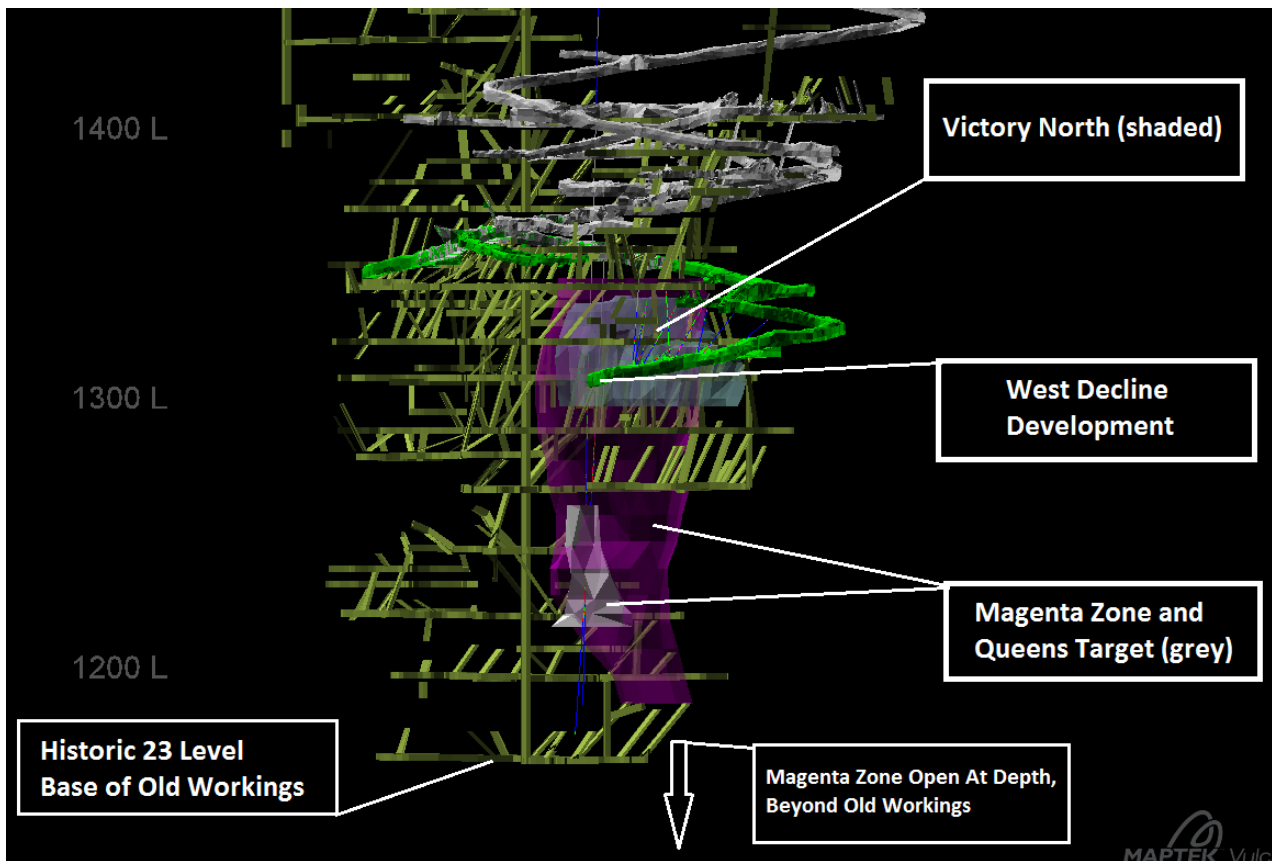 1400 L
Victory North (shaded)
1300 L
West Decline
Development
Magenta Zone and
Queens Target (grey)
1200 L
Historic 23 Level
Base of Old Workings
Magenta Zone Open At Depth,
Beyond Old Workings
MAPTEK Vulc